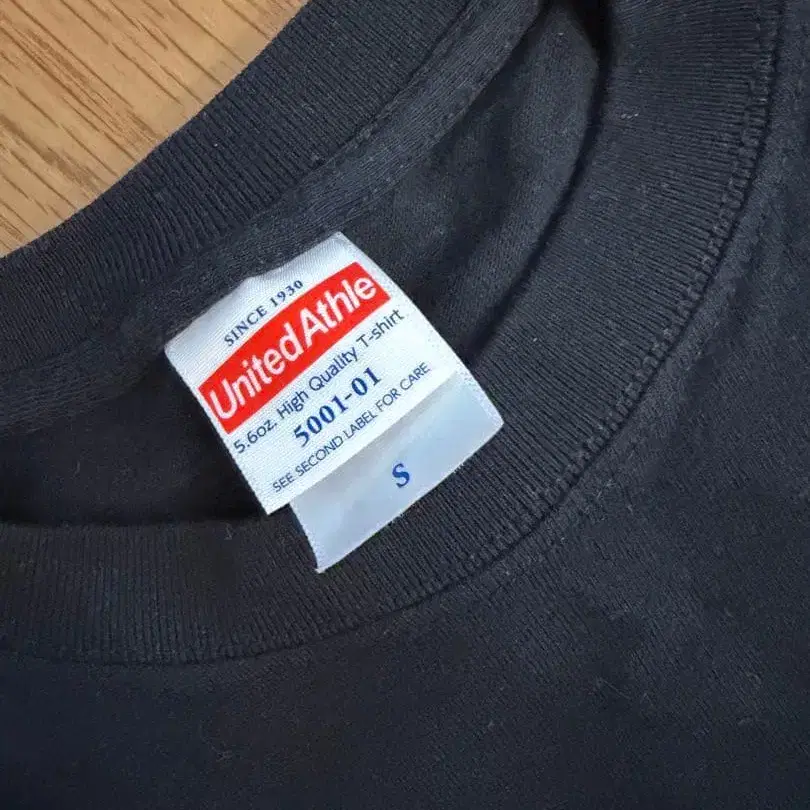 SINCE 1930
UnitedAthle
5.6oz. High Quality T-shirt
5001-01
SEE SECOND LABEL FOR CARE
S